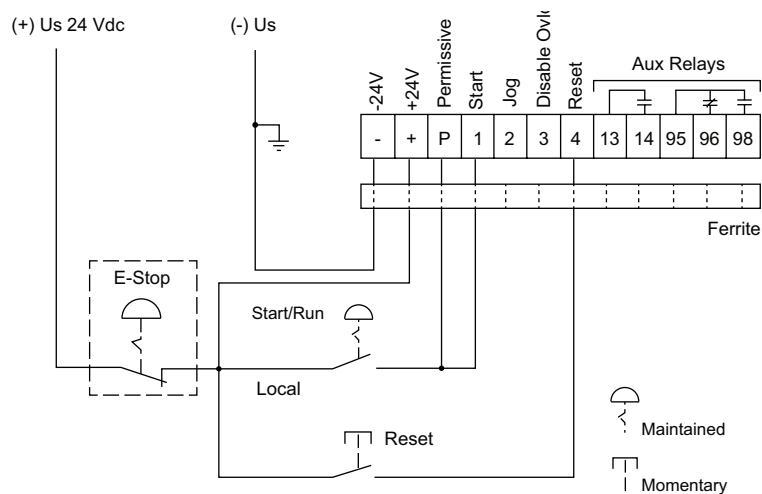 (+) Us 24 Vdc
(-) Us
-24V
+24V
Permissive
Start
Jog
Disable Ovld
Reset
Aux Relays
- + P 1 2 3 4 13 14 95 96 98
Ferrite
E-Stop
Start/Run
Local
Reset
Maintained
Momentary